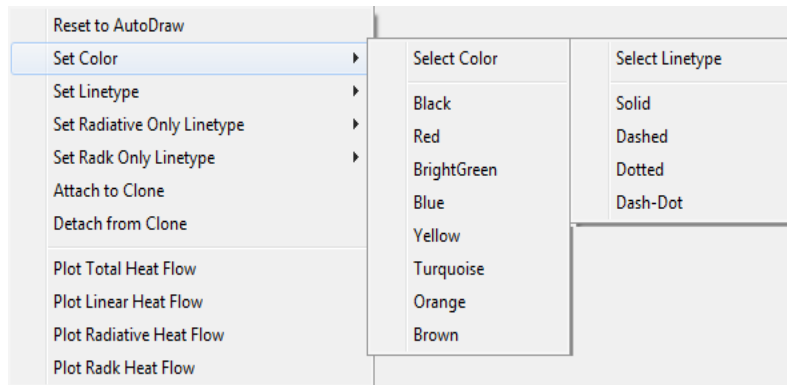 Reset to AutoDraw
Set Color
Set Linetype
Set Radiative Only Linetype
Set Radk Only Linetype
Attach to Clone
Detach from Clone
Plot Total Heat Flow
Plot Linear Heat Flow
Plot Radiative Heat Flow
Plot Radk Heat Flow
Select Color
Black
Red
BrightGreen
Blue
Yellow
Turquoise
Orange
Brown
Select Linetype
Solid
Dashed
Dotted
Dash-Dot